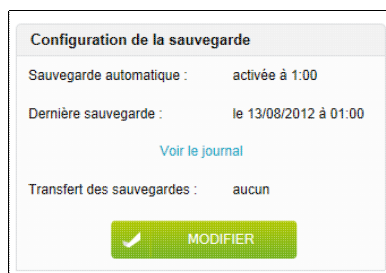 Configuration de la sauvegarde
Sauvegarde automatique : activée à 1:00
Dernière sauvegarde : le 13/08/2012 à 01:00
Voir le journal
Transfert des sauvegardes : aucun
MODIFIER